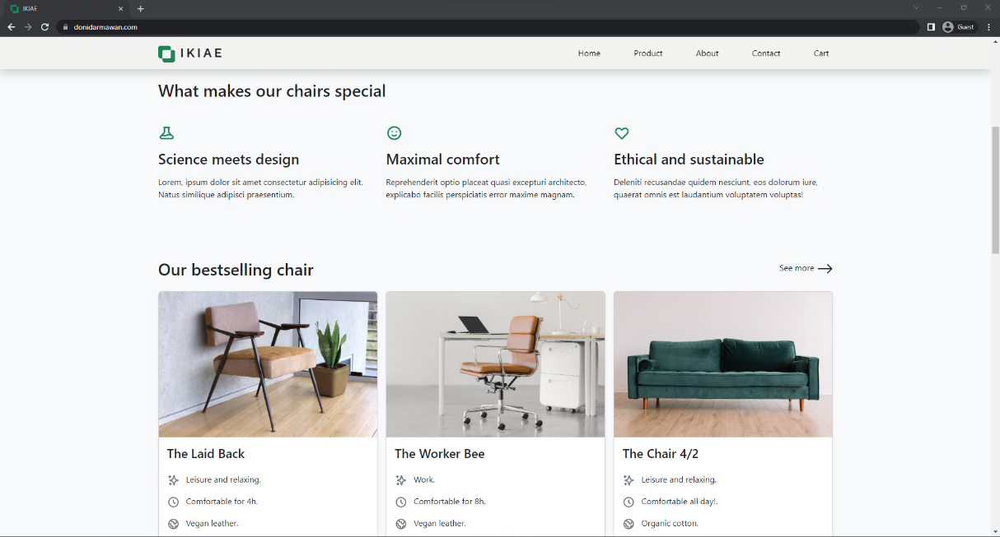 IKIAE
donidarmawan.com
Guest
IKIAE
Home Product About Contact Cart
What makes our chairs special
Science meets design
Lorem, ipsum dolor sit amet consectetur adipisicing elit.
Natus similique adipisci praesentium.
Maximal comfort
Reprehenderit optio placeat quasi excepturi architecto,
explicabo facilis perspiciatis error maxime magnam.
Ethical and sustainable
Deleniti recusandae quidem nesciunt, eos dolorum iure,
quaerat omnis est laudantium voluptatem voluptas!
Our bestselling chair
See more
The Laid Back
Leisure and relaxing.
Comfortable for 4h.
Vegan leather.
The Worker Bee
Work.
Comfortable for 8h.
Vegan leather.
The Chair 4/2
Leisure and relaxing.
Comfortable all day!.
Organic cotton.